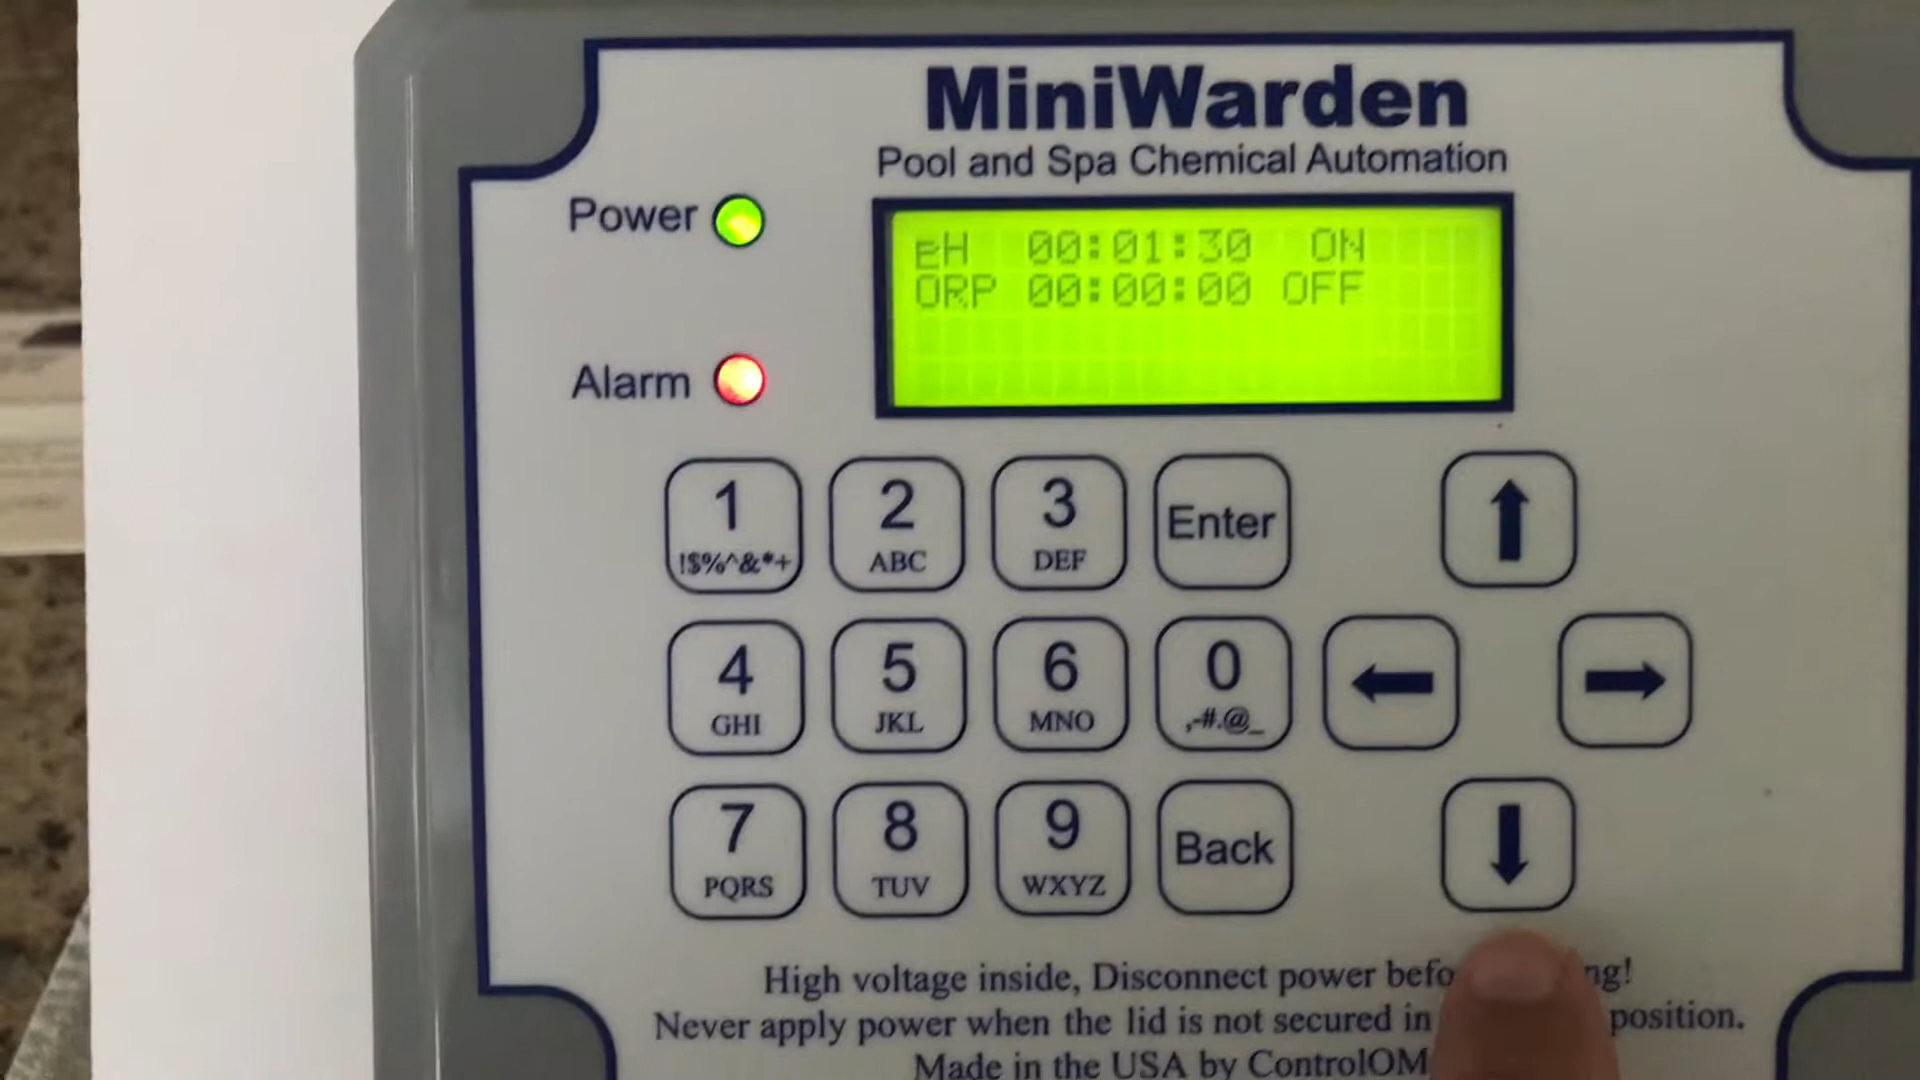 MiniWarden
Pool and Spa Chemical Automation
Power
eH 00:01:30 ON
ORP 00:00:00 OFF
Alarm
1 2 3 Enter
!$%^&*+ ABC DEF
4 5 6 0
GHI JKL MNO ,-#.@_
7 8 9 Back
PQRS TUV WXYZ
High voltage inside, Disconnect power
Never apply power when the lid is not secured in position.
Made in the USA by ControlOM